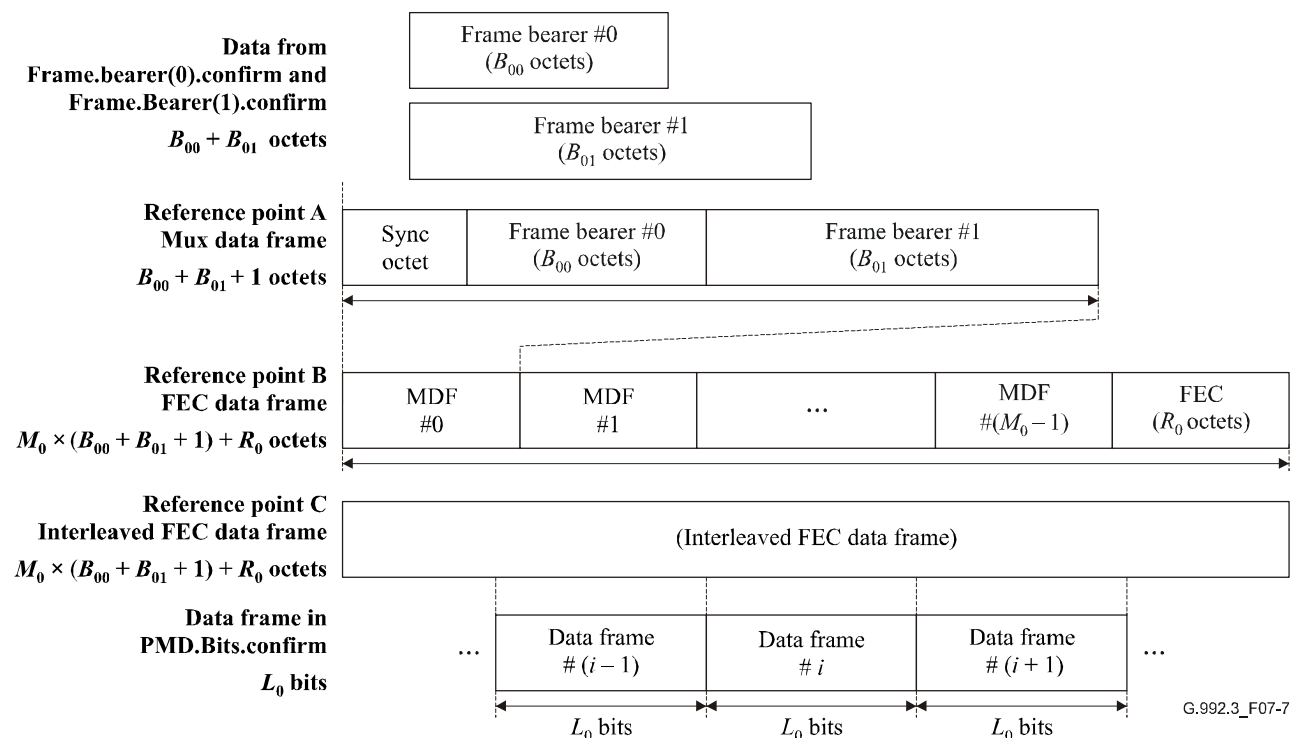 Data from
Frame.bearer(0).confirm and
Frame.Bearer(1).confirm
B00 + B01 octets
Frame bearer #0
(B00 octets)
Frame bearer #1
(B01 octets)
Reference point A
Mux data frame
B00 + B01 + 1 octets
Sync
octet
Frame bearer #0
(B00 octets)
Frame bearer #1
(B01 octets)
Reference point B
FEC data frame
M0 × (B00 + B01 + 1) + R0 octets
MDF
#0
MDF
#1
...
MDF
#(M0 – 1)
FEC
(R0 octets)
Reference point C
Interleaved FEC data frame
M0 × (B00 + B01 + 1) + R0 octets
(Interleaved FEC data frame)
Data frame in
PMD.Bits.confirm
L0 bits
...
Data frame
# (i – 1)
Data frame
# i
Data frame
# (i + 1)
...
L0 bits
L0 bits
L0 bits
G.992.3_F07-7